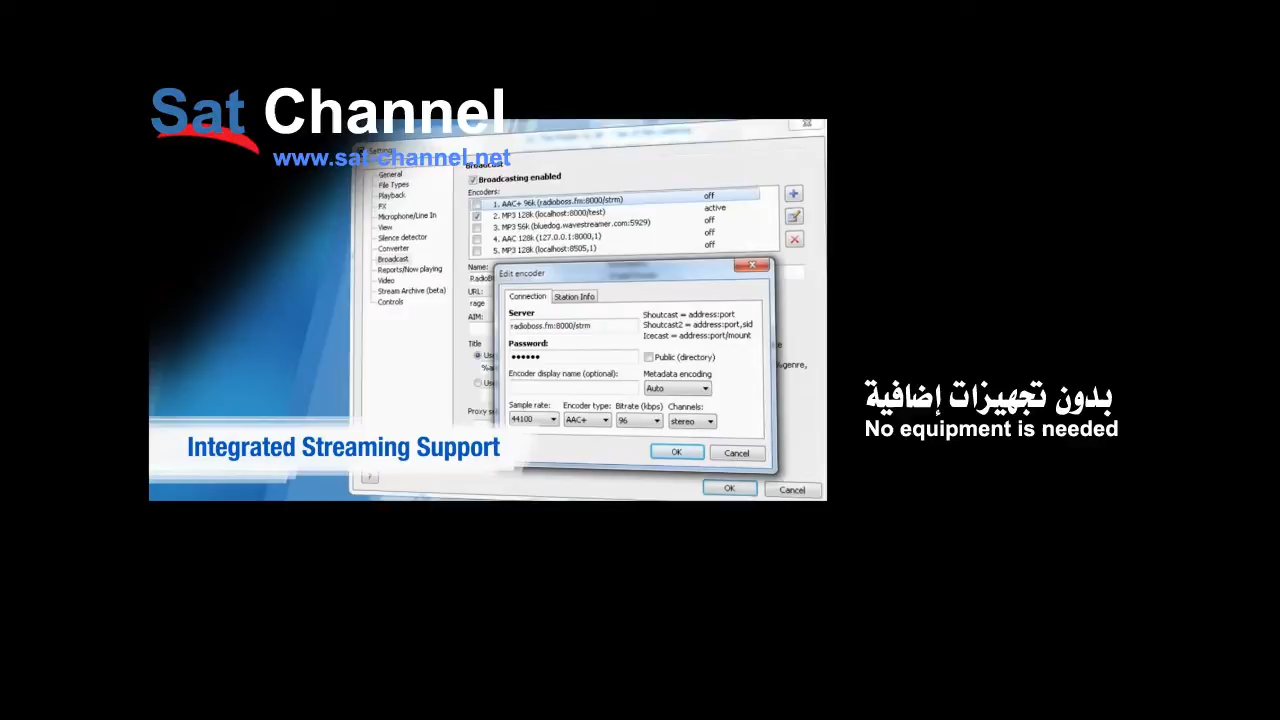 Sat Channel
www.sat-channel.net
Broadcast
General
File Types
Playback
FX
Microphone/Line In
View
Silence detector
Converter
Broadcast
Reports/Now playing
Video
Stream Archive (beta)
Controls
Broadcasting enabled
Encoders:
1. AAC+ 96k (radioboss.fm:8000/strm) off
2. MP3 128k (localhost:8000/test) active
3. MP3 56k (bluedog.wavestreamer.com:5929) off
4. AAC 128k (127.0.0.1:8000,1) off
5. MP3 128k (localhost:8505,1) off
Name:
URL:
AIM:
Title
Edit encoder
Connection Station Info
Server
radioboss.fm:8000/strm
Shoutcast = address:port
Shoutcast2 = address:port,sid
Icecast = address:port/mount
Password:
••••••
Public (directory)
Encoder display name (optional):
Metadata encoding
Auto
Sample rate: Encoder type: Bitrate (kbps) Channels:
44100 AAC+ 96 stereo
OK Cancel
OK Cancel
Integrated Streaming Support
بدون تجهيزات إضافية
No equipment is needed